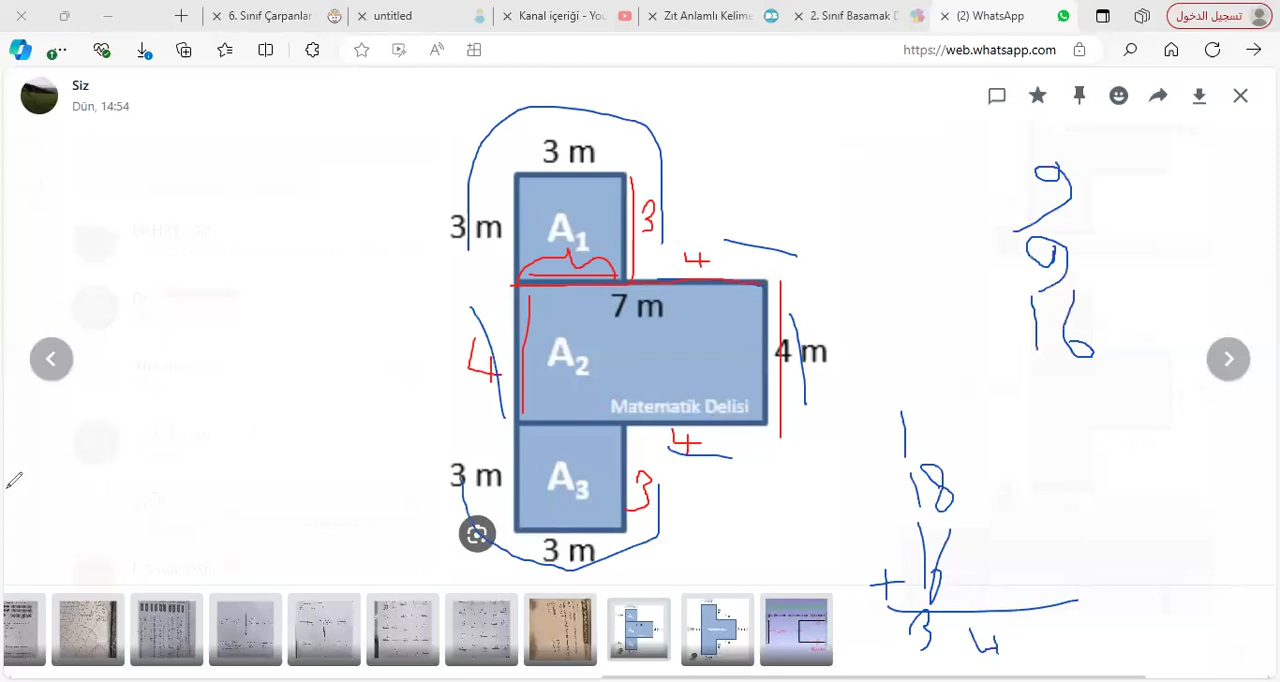 6. Sınıf Çarpanlar
untitled
Kanal içeriği - You
Zıt Anlamlı Kelime
2. Sınıf Basamak D
(2) WhatsApp
تسجيل الدخول
https://web.whatsapp.com
Siz
Dün, 14:54
3 m
3 m
A₁
3
4
7 m
4
A₂
4 m
Matematik Delisi
4
3 m
A₃
3
3 m
9
9
16
1
18
+ 16
34